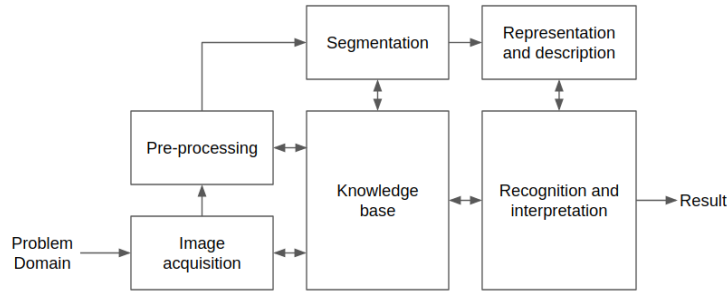 Segmentation
Representation
and description
Pre-processing
Knowledge
base
Recognition and
interpretation
Result
Problem
Domain
Image
acquisition